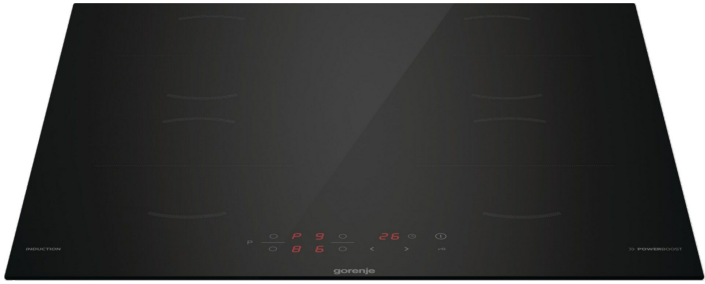 P 9 26
P 8 6
INDUCTION
POWERBOOST
gorenje